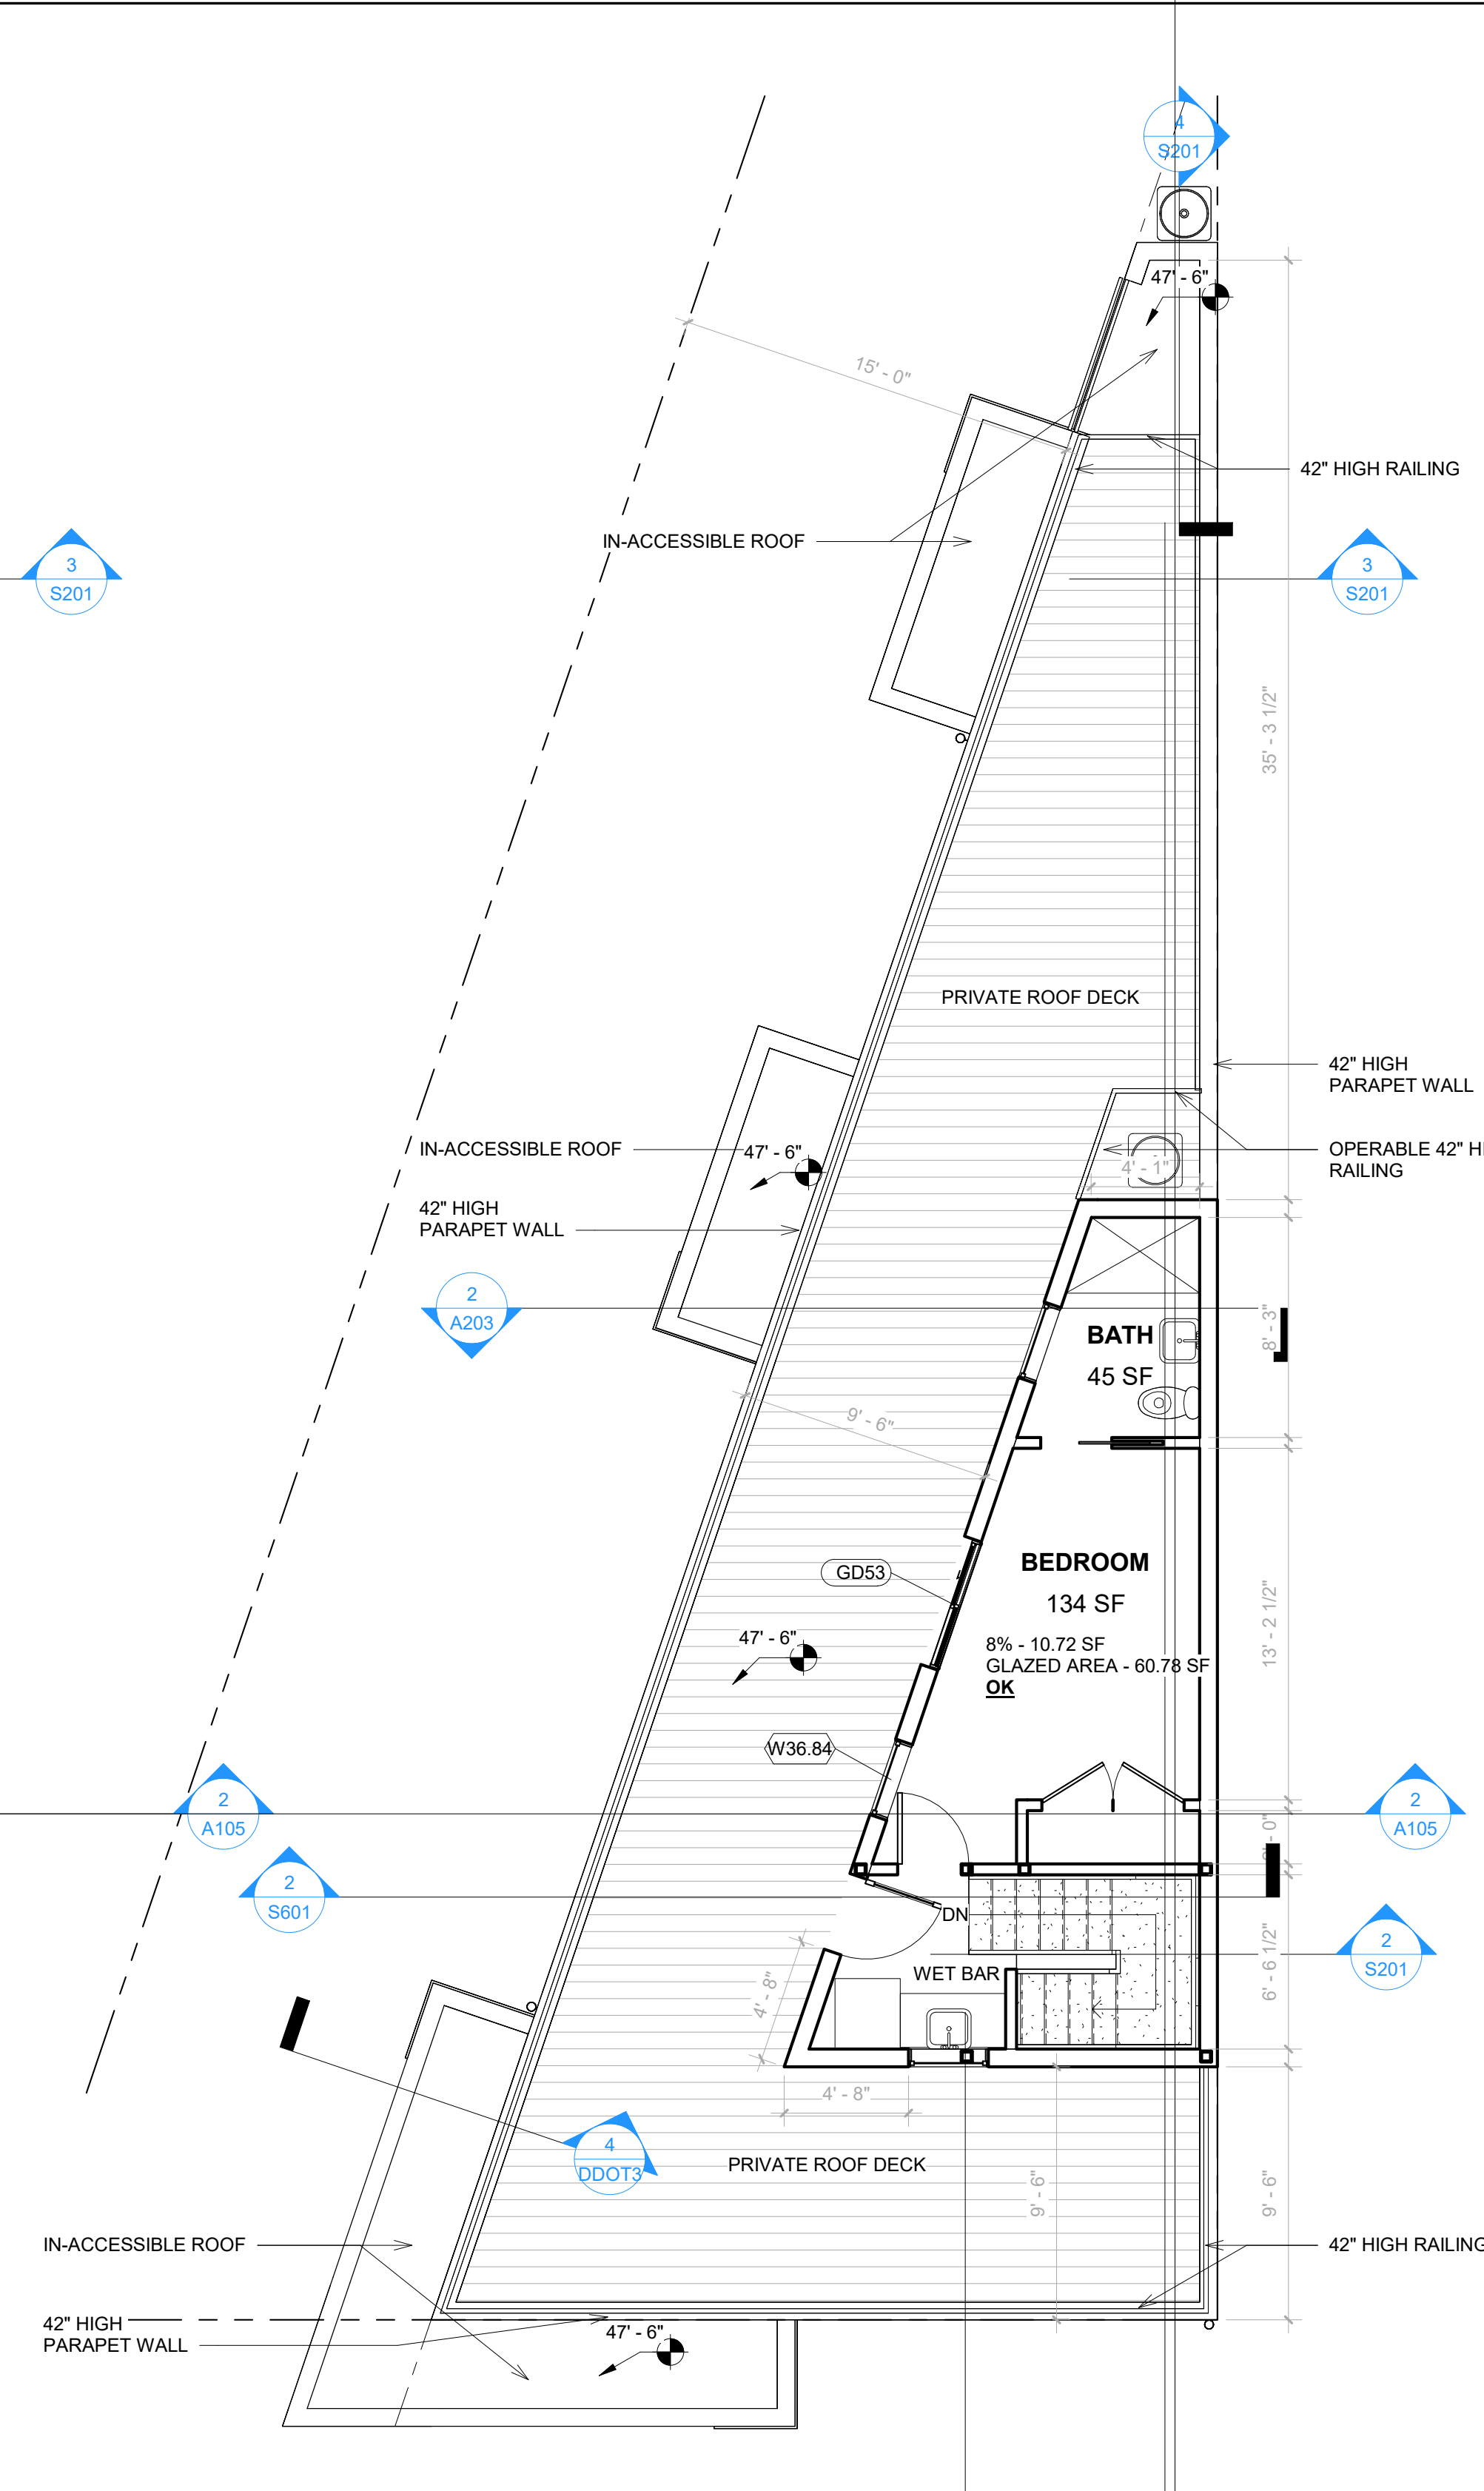 4
S201
47' - 6"
15' - 0"
42" HIGH RAILING
IN-ACCESSIBLE ROOF
3
S201
3
S201
35' - 3 1/2"
PRIVATE ROOF DECK
42" HIGH
PARAPET WALL
IN-ACCESSIBLE ROOF
47' - 6"
OPERABLE 42" H
RAILING
4' - 1"
42" HIGH
PARAPET WALL
2
A203
8' - 3"
BATH
45 SF
9' - 6"
GD53
BEDROOM
134 SF
8% - 10.72 SF
GLAZED AREA - 60.78 SF
OK
13' - 2 1/2"
47' - 6"
W36.84
2
A105
2
A105
- 0"
2
S601
DN
2
S201
WET BAR
6' - 6 1/2"
4' - 8"
4' - 8"
4
DDOT3
PRIVATE ROOF DECK
9' - 6"
9' - 6"
IN-ACCESSIBLE ROOF
42" HIGH RAILING
42" HIGH
PARAPET WALL
47' - 6"